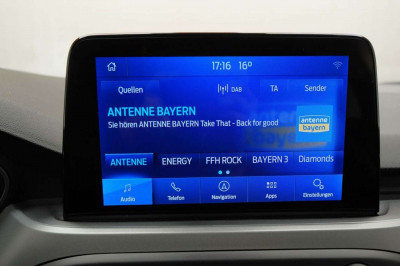 17:16 16°
Quellen DAB TA Sender
ANTENNE BAYERN
Sie hören ANTENNE BAYERN Take That - Back for good
antenne
bayern
ANTENNE ENERGY FFH ROCK BAYERN 3 Diamonds
Audio Telefon Navigation Apps Einstellungen